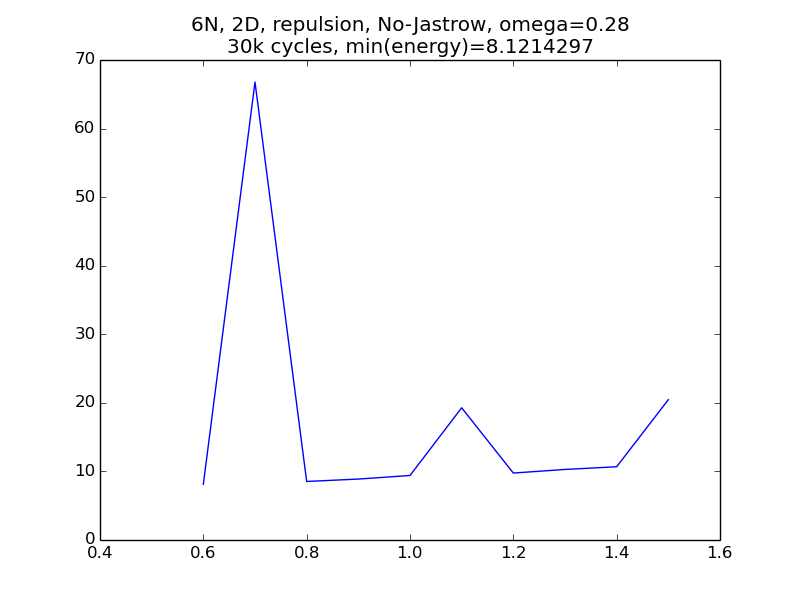 6N, 2D, repulsion, No-Jastrow, omega=0.28
30k cycles, min(energy)=8.1214297
70
60
50
40
30
20
10
0
0.4 0.6 0.8 1.0 1.2 1.4 1.6